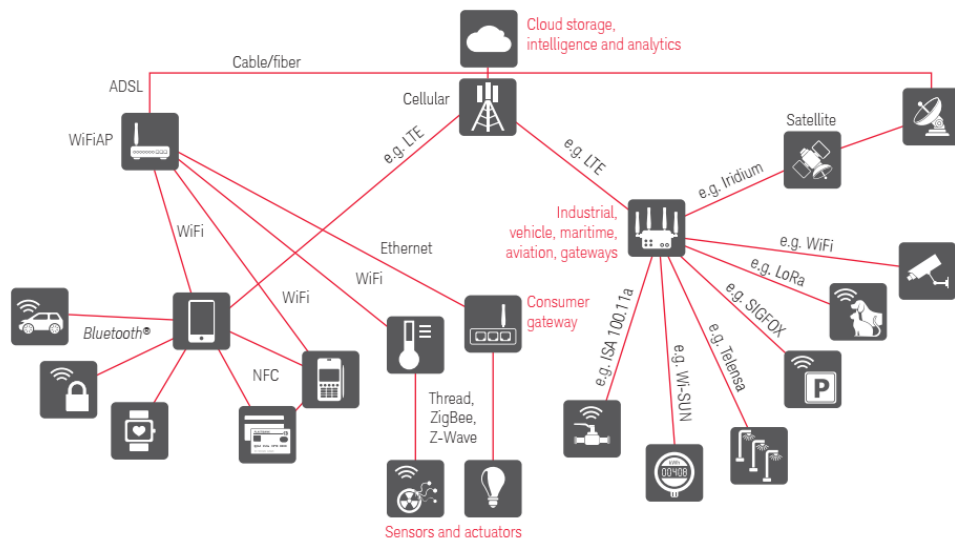 Cloud storage,
intelligence and analytics
Cable/fiber
ADSL
Cellular
WiFiAP
Satellite
e.g. LTE
e.g. LTE
e.g. Iridium
Industrial,
vehicle, maritime,
aviation, gateways
WiFi
Ethernet
e.g. WiFi
WiFi
e.g. LoRa
WiFi
Consumer
gateway
e.g. SIGFOX
Bluetooth®
e.g. ISA 100.11a
e.g. Telensa
e.g. Wi-SUN
NFC
P
Thread,
ZigBee,
Z-Wave
kWh
00408
Sensors and actuators